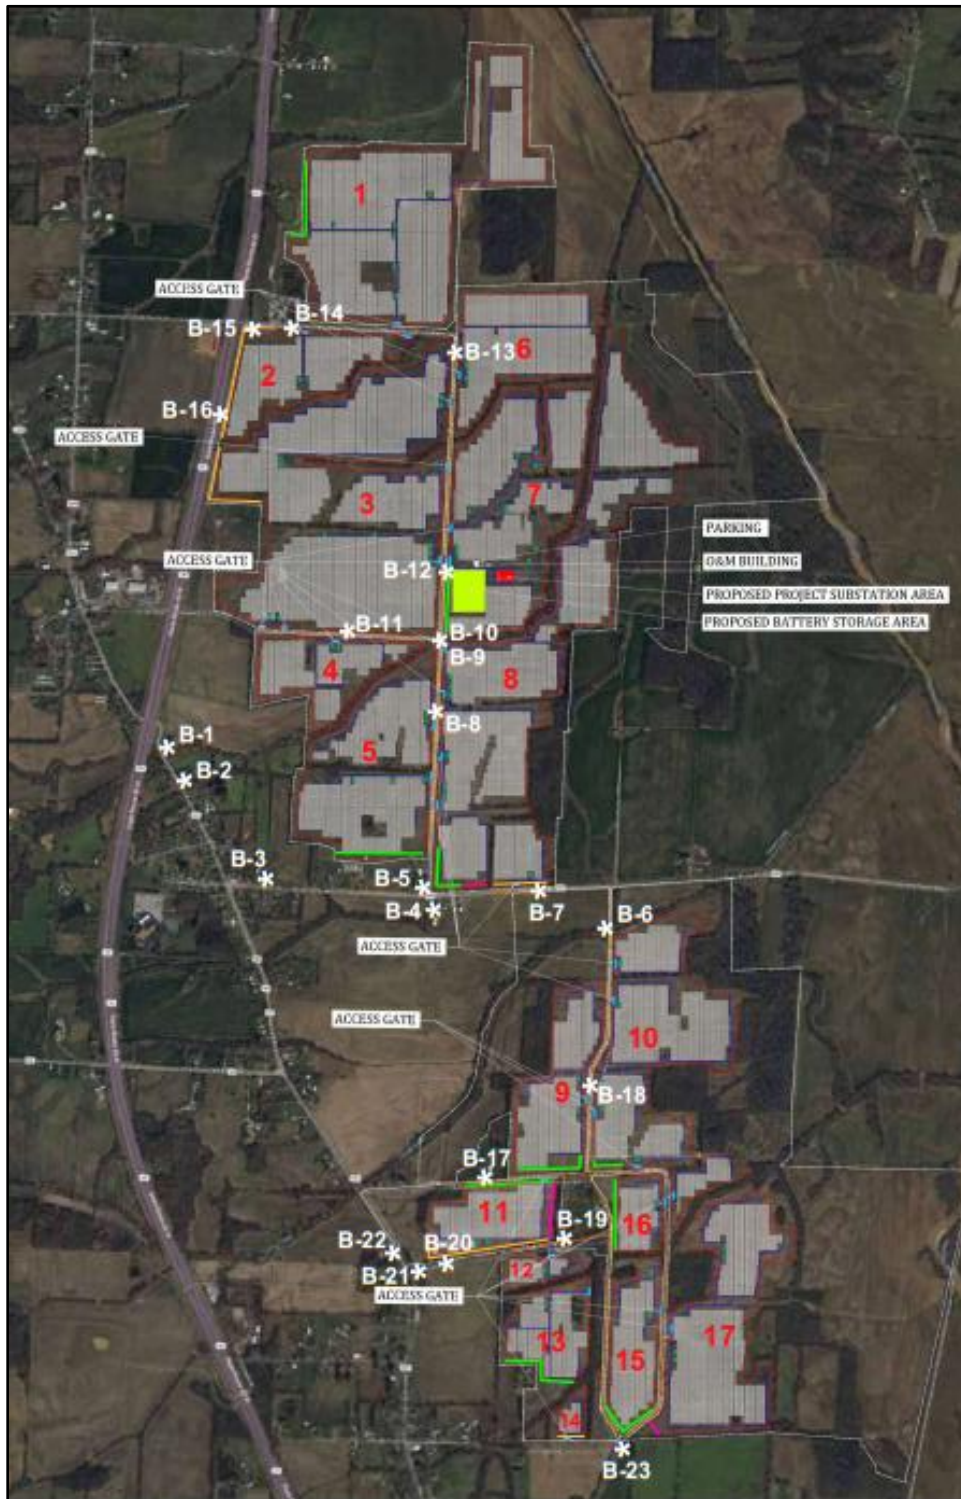 1
ACCESS GATE
B-14
B-15
B-13
6
2
B-16
ACCESS GATE
3
7
PARKING
ACCESS GATE
O&M BUILDING
B-12
PROPOSED PROJECT SUBSTATION AREA
PROPOSED BATTERY STORAGE AREA
B-11
B-10
B-9
4
8
B-8
B-1
5
B-2
B-3
B-5
B-7
B-4
B-6
ACCESS GATE
ACCESS GATE
10
9
B-18
B-17
11
16
B-19
B-22
B-20
B-21
12
ACCESS GATE
13
17
15
14
B-23